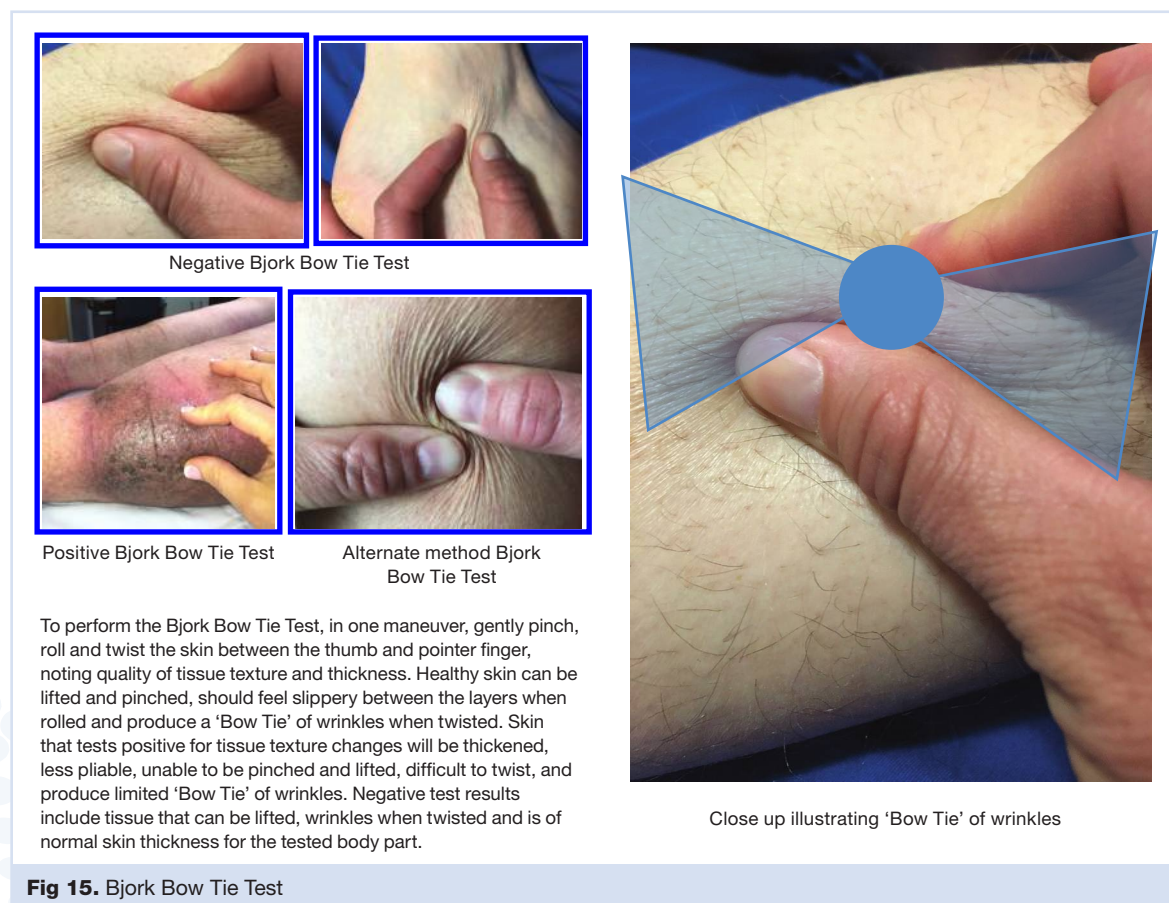 Negative Bjork Bow Tie Test
Positive Bjork Bow Tie Test
Alternate method Bjork
Bow Tie Test
To perform the Bjork Bow Tie Test, in one maneuver, gently pinch,
roll and twist the skin between the thumb and pointer finger,
noting quality of tissue texture and thickness. Healthy skin can be
lifted and pinched, should feel slippery between the layers when
rolled and produce a ‘Bow Tie’ of wrinkles when twisted. Skin
that tests positive for tissue texture changes will be thickened,
less pliable, unable to be pinched and lifted, difficult to twist, and
produce limited ‘Bow Tie’ of wrinkles. Negative test results
include tissue that can be lifted, wrinkles when twisted and is of
normal skin thickness for the tested body part.
Close up illustrating ‘Bow Tie’ of wrinkles
Fig 15. Bjork Bow Tie Test